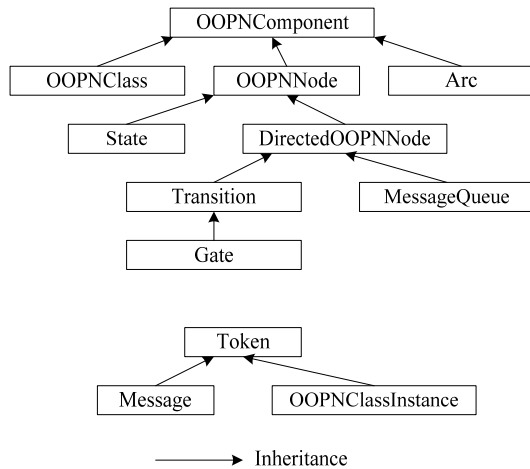 OOPNComponent
OOPNClass
OOPNNode
Arc
State
DirectedOOPNNode
Transition
MessageQueue
Gate
Token
Message
OOPNClassInstance
Inheritance